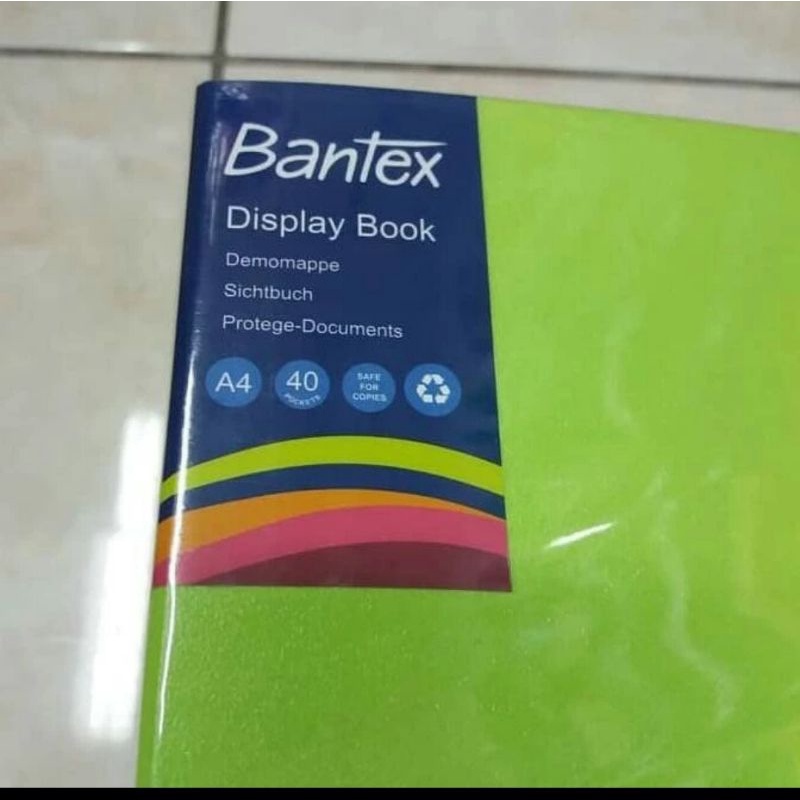 Bantex
Display Book
Demomappe
Sichtbuch
Protege-Documents
A4
40
POCKETS
SAFE
FOR
COPIES